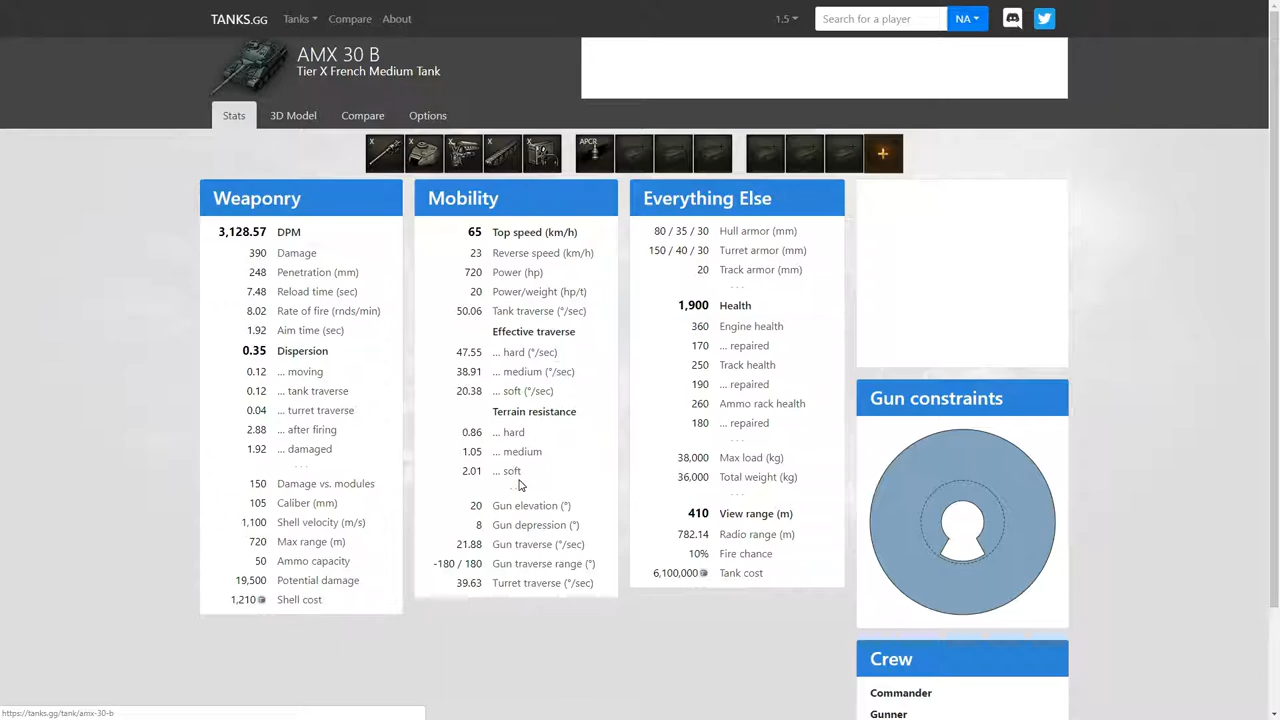 TANKS.GG Tanks Compare About 1.5 Search for a player NA
AMX 30 B
Tier X French Medium Tank
Stats 3D Model Compare Options
X X X X X APCR
Weaponry
3,128.57 DPM
390 Damage
248 Penetration (mm)
7.48 Reload time (sec)
8.02 Rate of fire (rnds/min)
1.92 Aim time (sec)
0.35 Dispersion
0.12 ... moving
0.12 ... tank traverse
0.04 ... turret traverse
2.88 ... after firing
1.92 ... damaged
. . .
150 Damage vs. modules
105 Caliber (mm)
1,100 Shell velocity (m/s)
720 Max range (m)
50 Ammo capacity
19,500 Potential damage
1,210 Shell cost
Mobility
65 Top speed (km/h)
23 Reverse speed (km/h)
720 Power (hp)
20 Power/weight (hp/t)
50.06 Tank traverse (°/sec)
Effective traverse
47.55 ... hard (°/sec)
38.91 ... medium (°/sec)
20.38 ... soft (°/sec)
Terrain resistance
0.86 ... hard
1.05 ... medium
2.01 ... soft
20 Gun elevation (°)
8 Gun depression (°)
21.88 Gun traverse (°/sec)
-180 / 180 Gun traverse range (°)
39.63 Turret traverse (°/sec)
Everything Else
80 / 35 / 30 Hull armor (mm)
150 / 40 / 30 Turret armor (mm)
20 Track armor (mm)
. . .
1,900 Health
360 Engine health
170 ... repaired
250 Track health
190 ... repaired
260 Ammo rack health
180 ... repaired
. . .
38,000 Max load (kg)
36,000 Total weight (kg)
. . .
410 View range (m)
782.14 Radio range (m)
10% Fire chance
6,100,000 Tank cost
Gun constraints
Crew
Commander
Gunner
https://tanks.gg/tank/amx-30-b